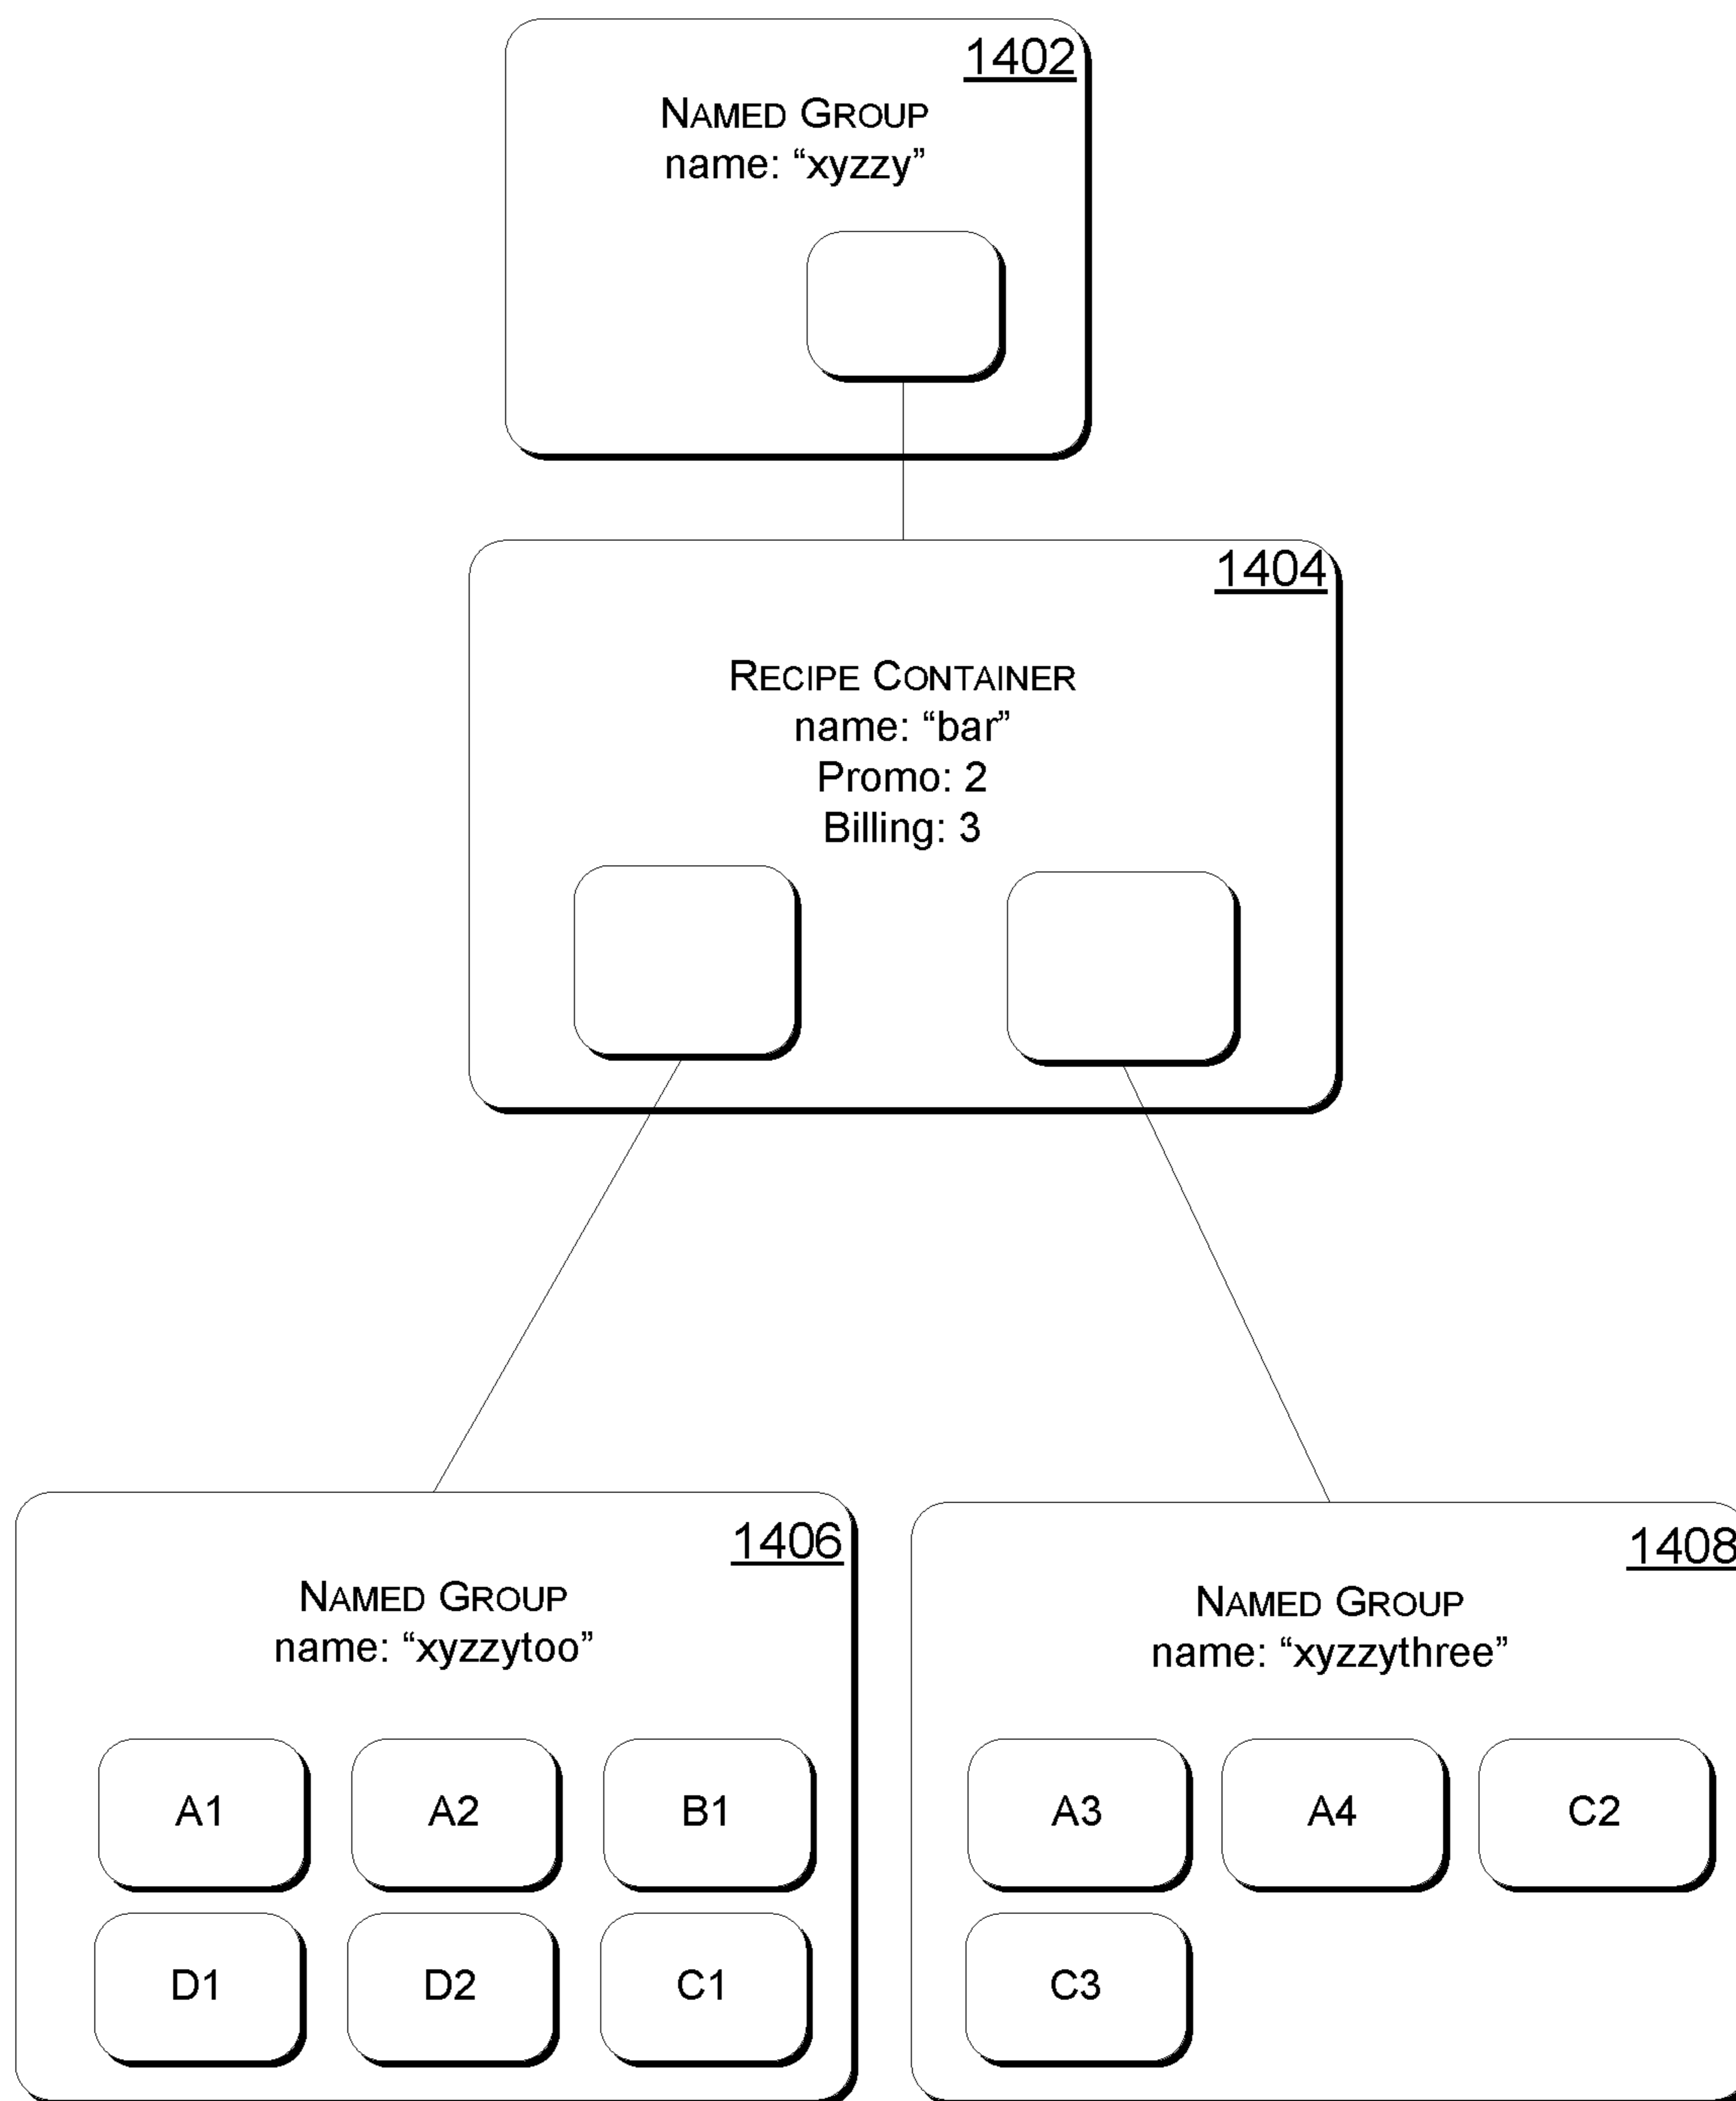 1402
NAMED GROUP
name: “xyzzy”
1404
RECIPE CONTAINER
name: “bar”
Promo: 2
Billing: 3
1406
NAMED GROUP
name: “xyzzytoo”
A1 A2 B1
D1 D2 C1
1408
NAMED GROUP
name: “xyzzythree”
A3 A4 C2
C3